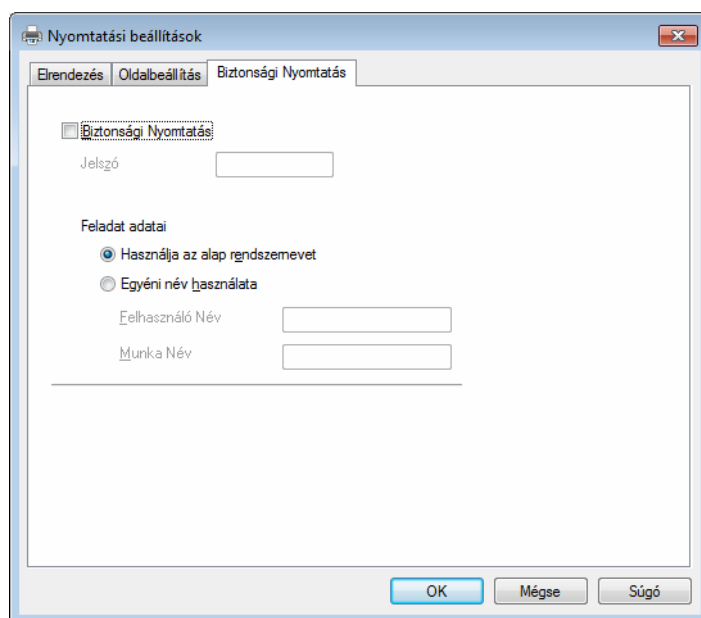 Nyomtatási beállítások
Elrendezés Oldalbeállítás Biztonsági Nyomtatás
Biztonsági Nyomtatás
Jelszó
Feladat adatai
Használja az alap rendszernevet
Egyéni név használata
Felhasználó Név
Munka Név
OK Mégse Súgó